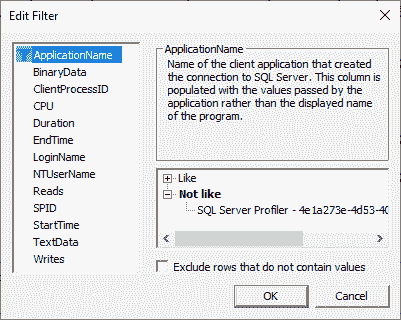 Edit Filter
ApplicationName
BinaryData
ClientProcessID
CPU
Duration
EndTime
LoginName
NTUserName
Reads
SPID
StartTime
TextData
Writes
ApplicationName
Name of the client application that created
the connection to SQL Server. This column is
populated with the values passed by the
application rather than the displayed name
of the program.
Like
Not like
SQL Server Profiler - 4e1a273e-4d53-40
Exclude rows that do not contain values
OK
Cancel